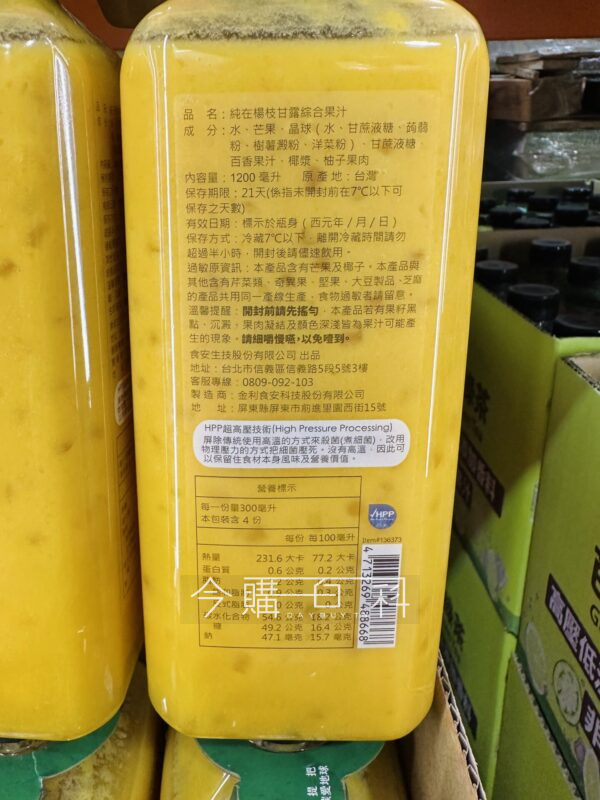 品　名：純在楊枝甘露綜合果汁
成　分：水、芒果、晶球（水、甘蔗液糖、蒟蒻
粉、樹薯澱粉、洋菜粉）、甘蔗液糖、
百香果汁、椰漿、柚子果肉
內容量：1200 毫升　原產地：台灣
保存期限：21天(係指未開封前在7℃以下可
保存之天數)
有效日期：標示於瓶身（西元年/月/日）
保存方式：冷藏7℃以下，離開冷藏時間請勿
超過半小時，開封後請儘速飲用。
過敏原資訊：本產品含有芒果及椰子。本產品與
其他含有芹菜類、奇異果、堅果、大豆製品、芝麻
的產品共用同一產線生產，食物過敏者請留意。
溫馨提醒：開封前請先搖勻，本產品若有果籽黑
點、沉澱，果肉凝結及顏色深淺皆為果汁可能產
生的現象。請細嚼慢嚥，以免噎到。
食安生技股份有限公司 出品
地址：台北市信義區信義路5段5號3樓
客服專線：0809-092-103
製造商：金利食安科技股份有限公司
地　址：屏東縣屏東市前進里園西街15號
HPP超高壓技術(High Pressure Processing)
屏除傳統使用高溫的方式來殺菌(煮細菌)，改用
物理壓力的方式把細菌壓死。沒有高溫，因此可
以保留住食材本身風味及營養價值。
營養標示
每一份量300毫升
本包裝含 4 份
每份 每100毫升
熱量 231.6 大卡 77.2 大卡
蛋白質 0.6 公克 0.2 公克
糖 49.2 公克 16.4 公克
鈉 47.1 毫克 15.7 毫克
HPP
Item#136373
4 713269 488668
今購百科
提把